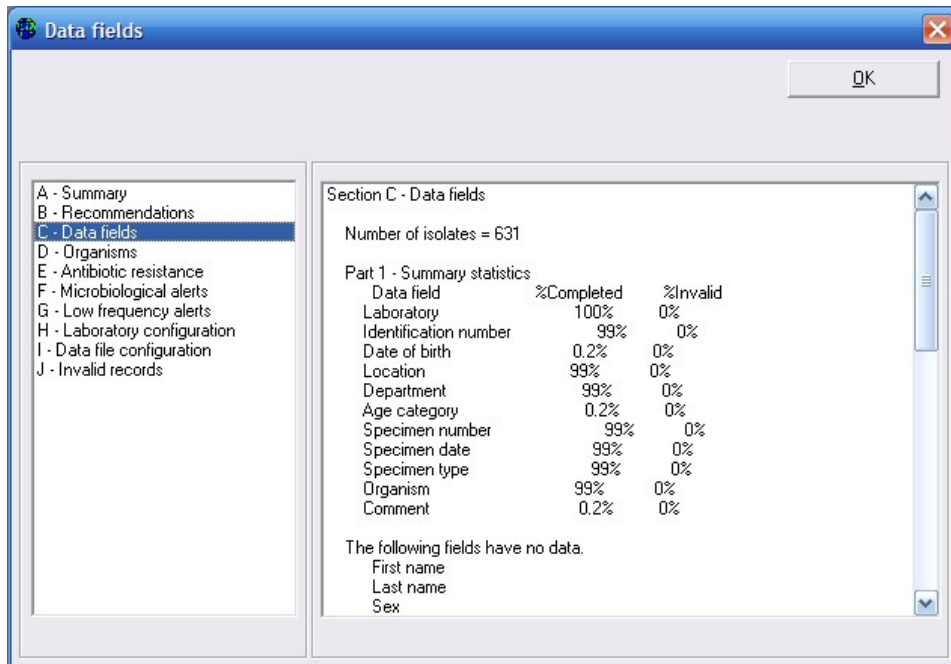 Data fields
OK
A - Summary
B - Recommendations
C - Data fields
D - Organisms
E - Antibiotic resistance
F - Microbiological alerts
G - Low frequency alerts
H - Laboratory configuration
I - Data file configuration
J - Invalid records
Section C - Data fields
Number of isolates = 631
Part 1 - Summary statistics
Data field %Completed %Invalid
Laboratory 100% 0%
Identification number 99% 0%
Date of birth 0.2% 0%
Location 99% 0%
Department 99% 0%
Age category 0.2% 0%
Specimen number 99% 0%
Specimen date 99% 0%
Specimen type 99% 0%
Organism 99% 0%
Comment 0.2% 0%
The following fields have no data.
First name
Last name
Sex